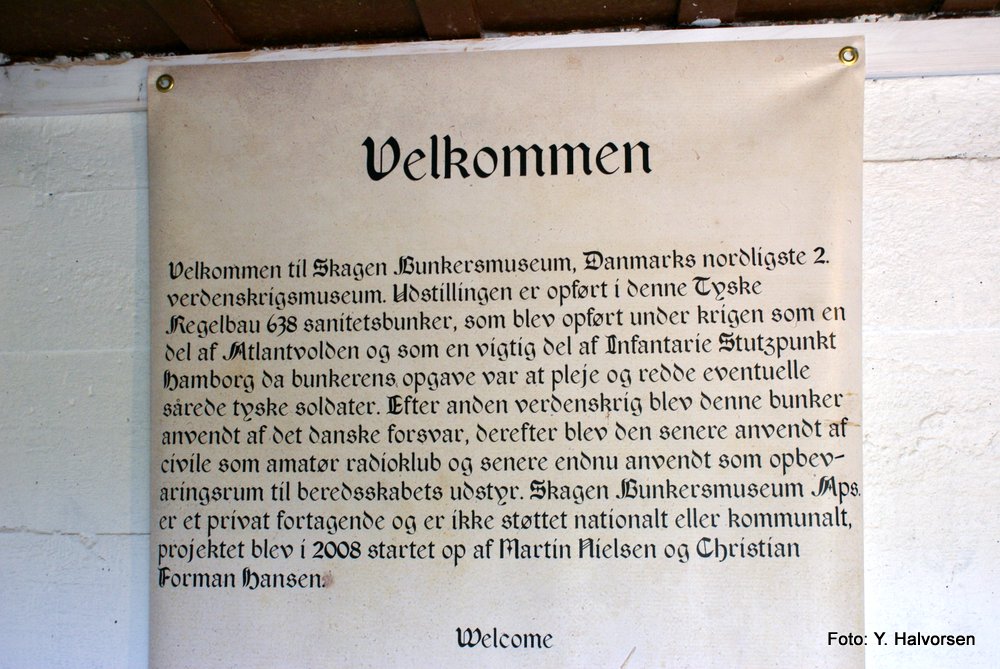 Velkommen
Velkommen til Skagen Bunkersmuseum, Danmarks nordligste 2.
verdenskrigsmuseum. Udstillingen er opført i denne Tyske
Regelbau 638 sanitetsbunker, som blev opført under krigen som en
del af Atlantvolden og som en vigtig del af Infantarie Stutzpunkt
Hamborg da bunkerens opgave var at pleje og redde eventuelle
sårede tyske soldater. Efter anden verdenskrig blev denne bunker
anvendt af det danske forsvar, derefter blev den senere anvendt af
civile som amatør radioklub og senere endnu anvendt som opbev-
aringsrum til beredsskabets udstyr. Skagen Bunkersmuseum Aps.
er et privat fortagende og er ikke støttet nationalt eller kommunalt,
projektet blev i 2008 startet op af Martin Nielsen og Christian
Forman Hansen.
Welcome
Foto: Y. Halvorsen